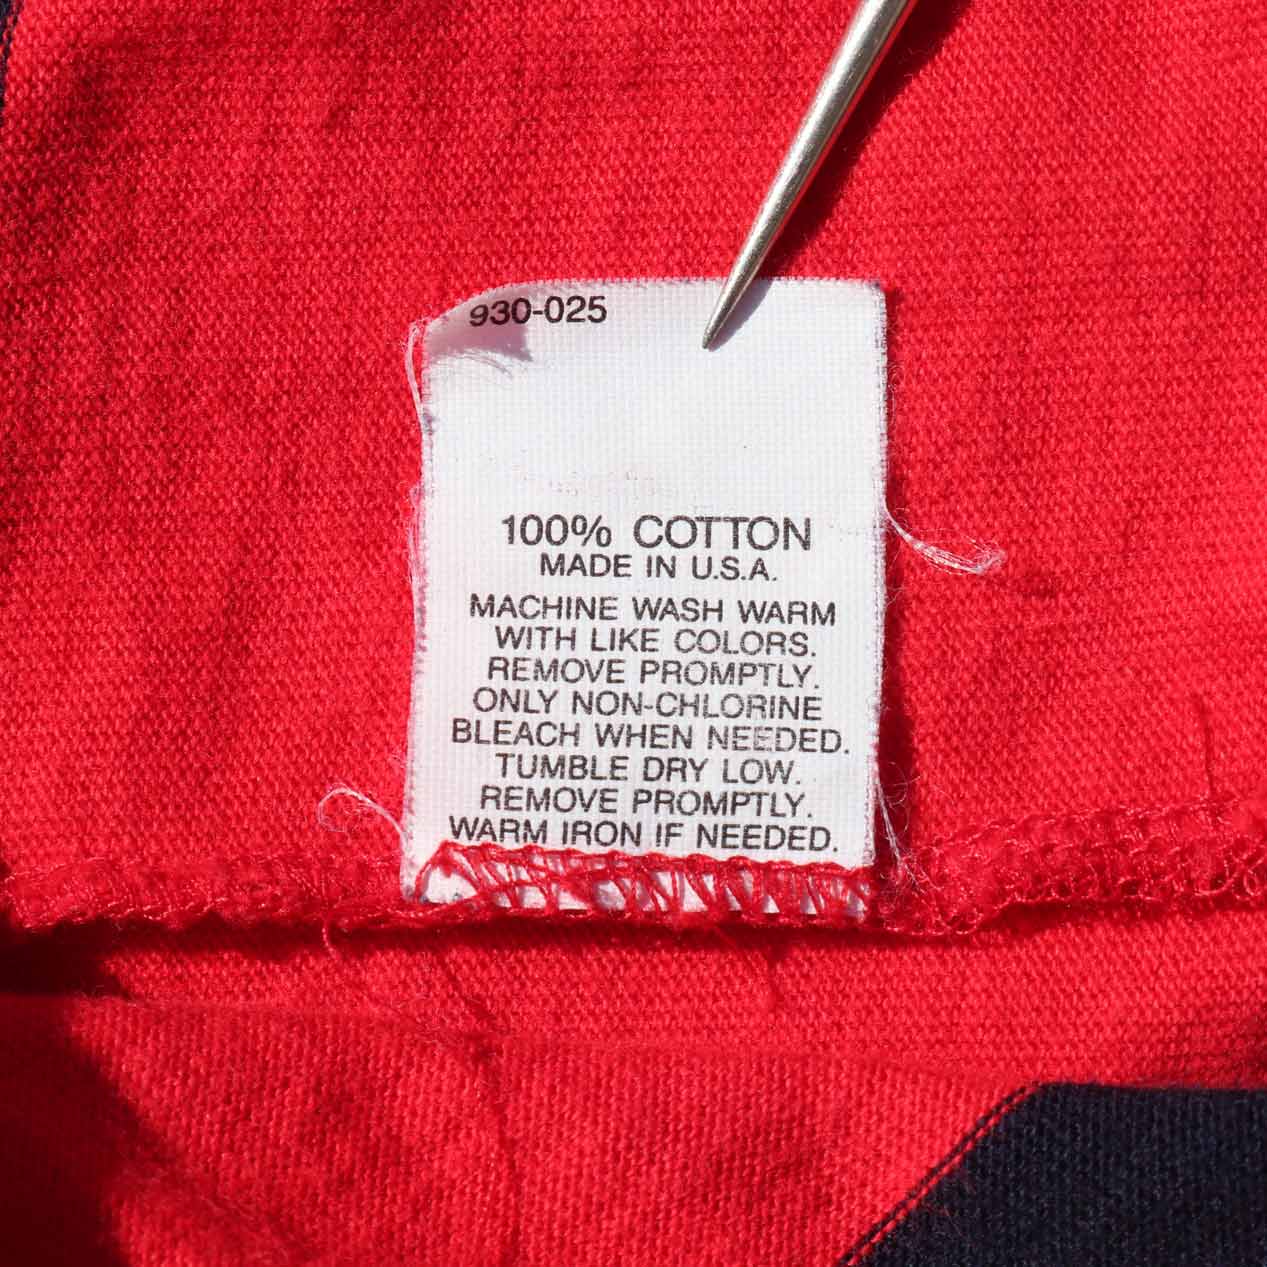 930-025
100% COTTON
MADE IN U.S.A.
MACHINE WASH WARM
WITH LIKE COLORS.
REMOVE PROMPTLY.
ONLY NON-CHLORINE
BLEACH WHEN NEEDED.
TUMBLE DRY LOW.
REMOVE PROMPTLY.
WARM IRON IF NEEDED.